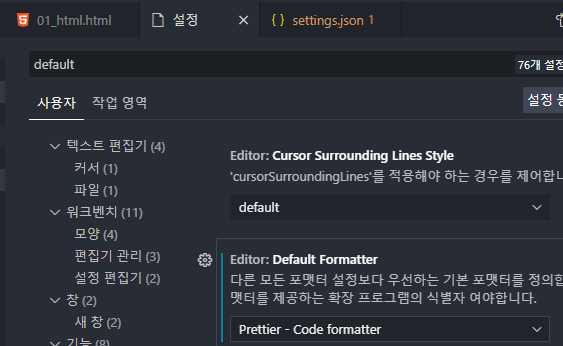 01_html.html
설정
settings.json 1
default
76개 설정
사용자
작업 영역
설정 동
텍스트 편집기 (4)
커서 (1)
파일 (1)
워크벤치 (11)
모양 (4)
편집기 관리 (3)
설정 편집기 (2)
창 (2)
새 창 (2)
기능 (8)
Editor: Cursor Surrounding Lines Style
'cursorSurroundingLines'를 적용해야 하는 경우를 제어합니
default
Editor: Default Formatter
다른 모든 포맷터 설정보다 우선하는 기본 포맷터를 정의합
맷터를 제공하는 확장 프로그램의 식별자 여야합니다.
Prettier - Code formatter